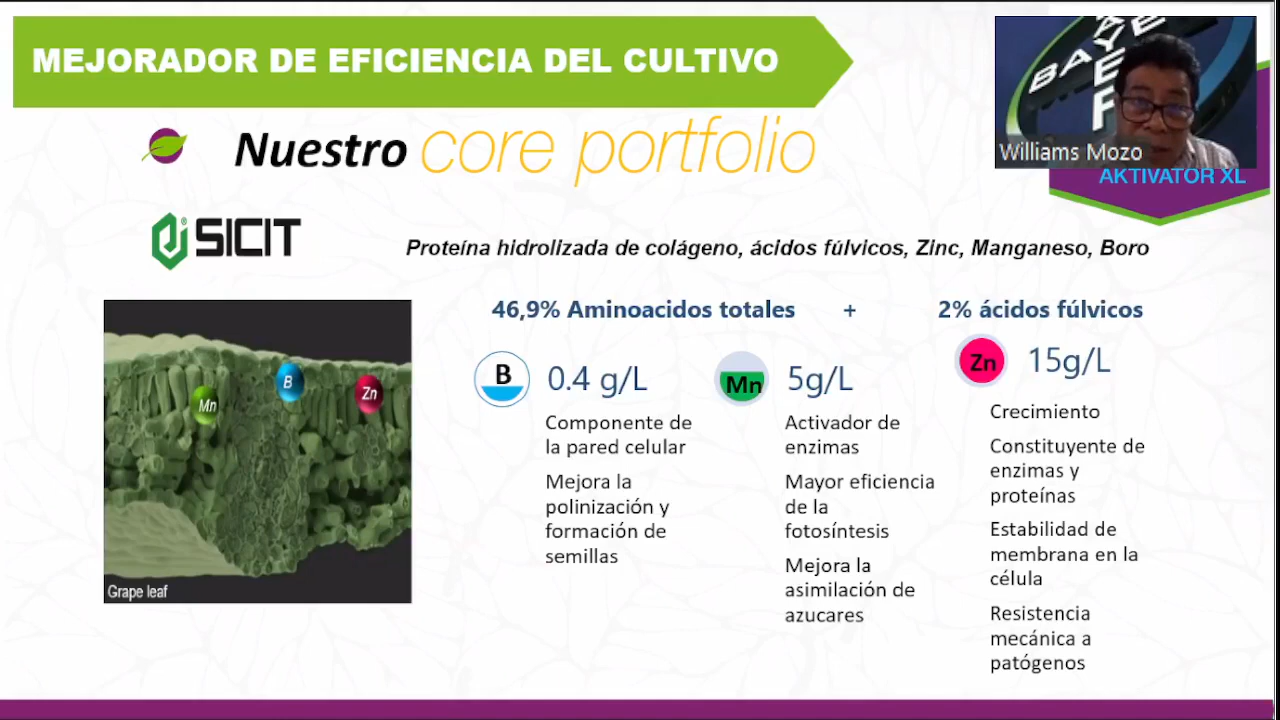 MEJORADOR DE EFICIENCIA DEL CULTIVO
BAYE
BAYER
Williams Mozo
AKTIVATOR XL
Nuestro core portfolio
SICIT
Proteína hidrolizada de colágeno, ácidos fúlvicos, Zinc, Manganeso, Boro
46,9% Aminoacidos totales + 2% ácidos fúlvicos
B 0.4 g/L
Componente de
la pared celular
Mejora la
polinización y
formación de
semillas
Mn 5g/L
Activador de
enzimas
Mayor eficiencia
de la
fotosíntesis
Mejora la
asimilación de
azucares
Zn 15g/L
Crecimiento
Constituyente de
enzimas y
proteínas
Estabilidad de
membrana en la
célula
Resistencia
mecánica a
patógenos
Mn
B
Zn
Grape leaf